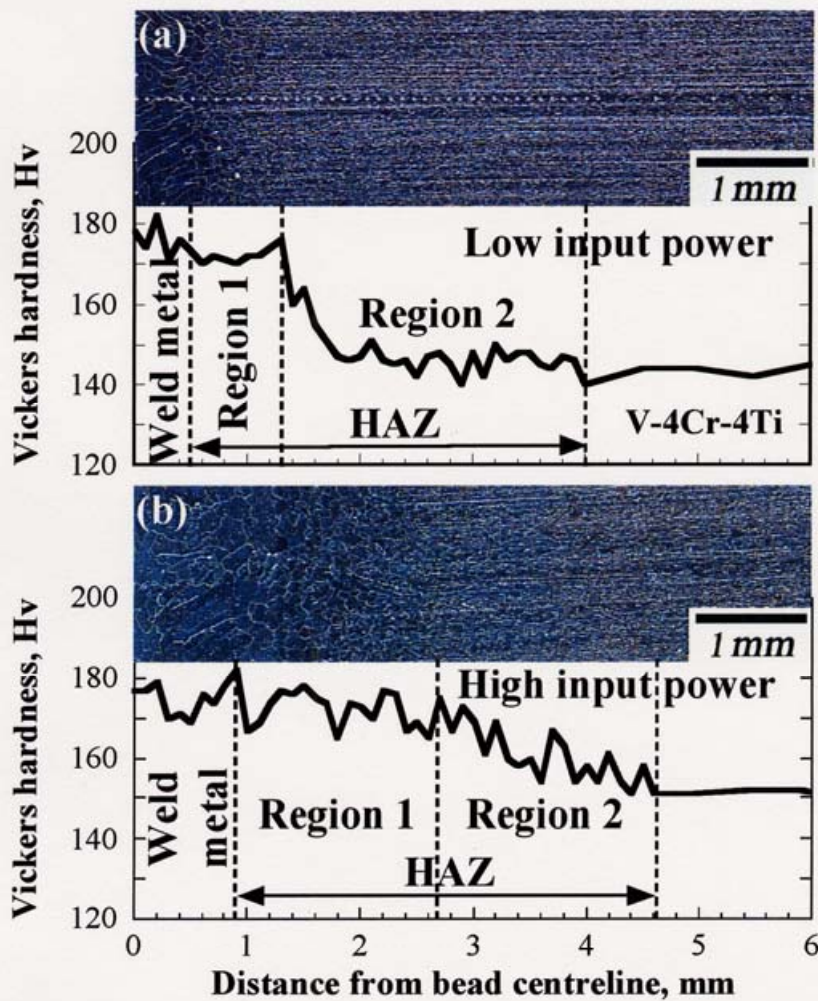 (a)
200
1 mm
180
Low input power
Vickers hardness, Hv
160
Weld metal
Region 1
Region 2
140
HAZ
V-4Cr-4Ti
120
(b)
200
1 mm
180
High input power
Vickers hardness, Hv
160
Weld
metal
Region 1
Region 2
140
HAZ
120
0 1 2 3 4 5 6
Distance from bead centreline, mm